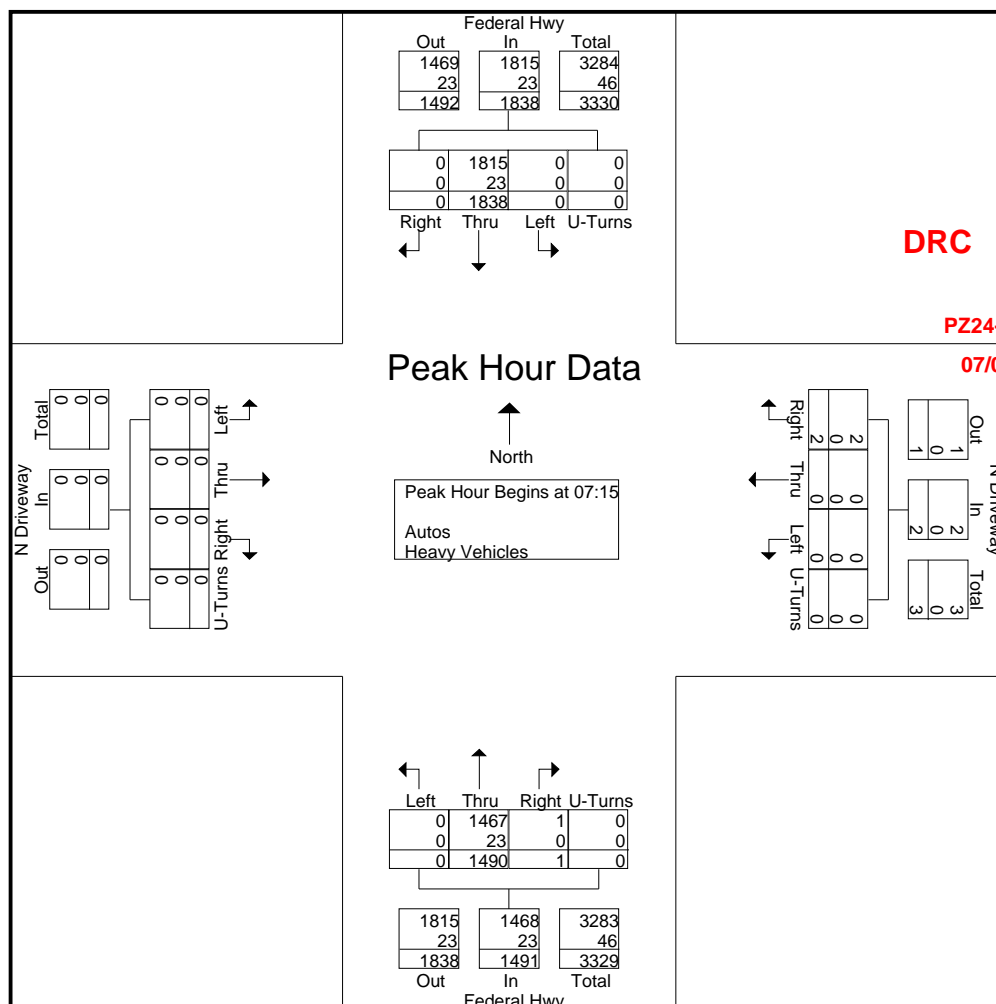 Federal Hwy
Out In Total
1469 1815 3284
23 23 46
1492 1838 3330
0 1815 0 0
0 23 0 0
0 1838 0 0
Right Thru Left U-Turns
DRC
PZ24-
07/0
Peak Hour Data
North
Peak Hour Begins at 07:15
Autos
Heavy Vehicles
N Driveway
Out In Total
0 0 0
0 0 0
0 0 0
0 0 0 0
0 0 0 0
0 0 0 0
U-Turns Right Thru Left
Right Thru Left U-Turns
2 0 0 0
0 0 0 0
2 0 0 0
1 2 3
0 0 0
1 2 3
Out In Total
N Driveway
Left Thru Right U-Turns
0 1467 1 0
0 23 0 0
0 1490 1 0
1815 1468 3283
23 23 46
1838 1491 3329
Out In Total
Federal Hwy